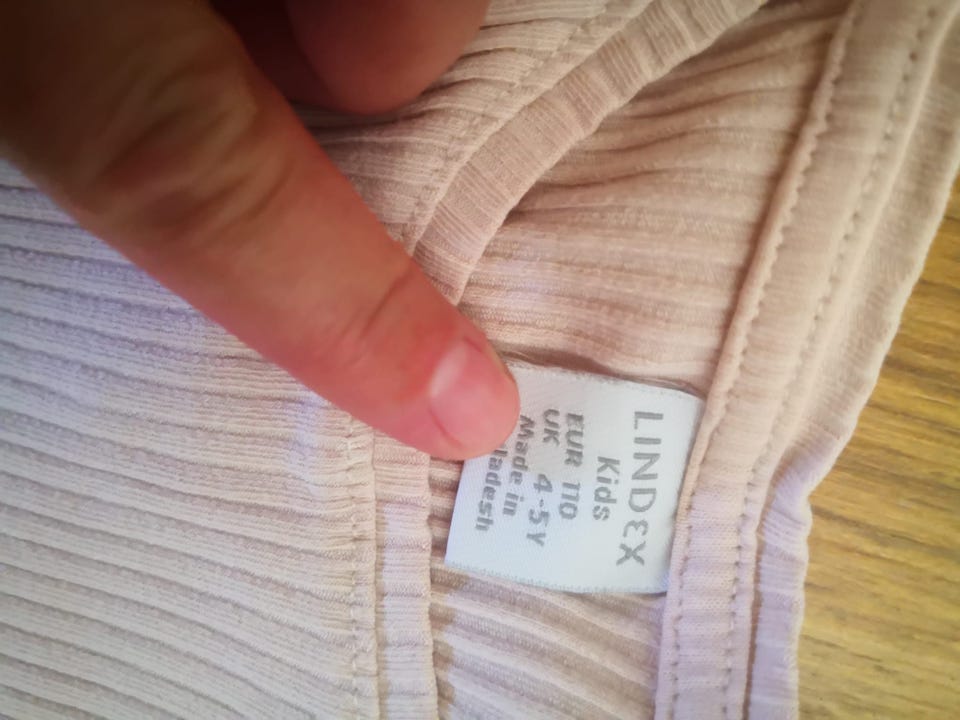 LINDEX
Kids
EUR 110
UK 4-5Y
Made in